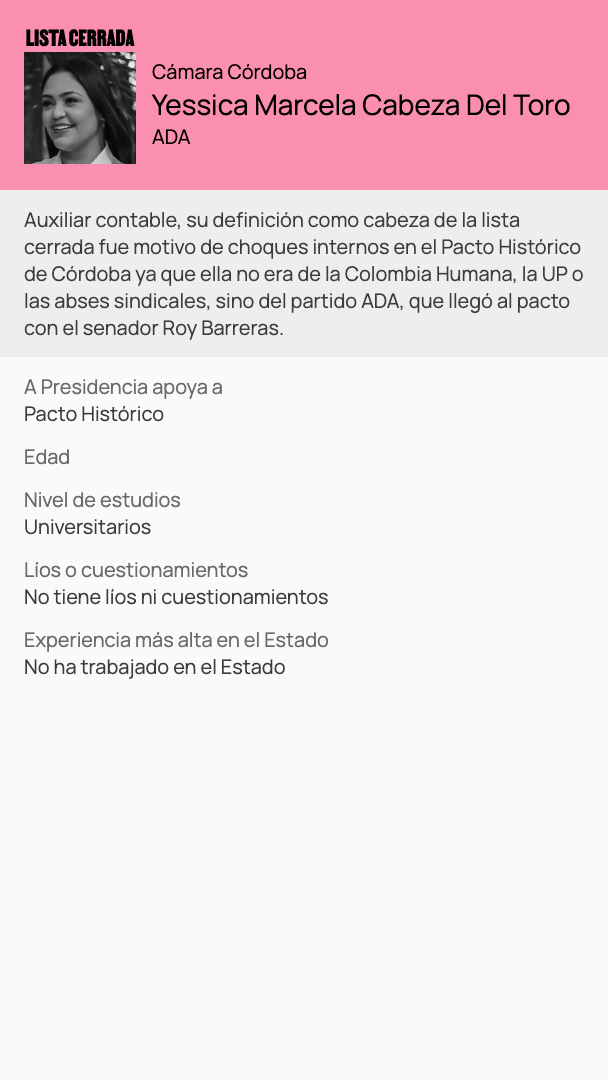 LISTA CERRADA
Cámara Córdoba
Yessica Marcela Cabeza Del Toro
ADA
Auxiliar contable, su definición como cabeza de la lista
cerrada fue motivo de choques internos en el Pacto Histórico
de Córdoba ya que ella no era de la Colombia Humana, la UP o
las abses sindicales, sino del partido ADA, que llegó al pacto
con el senador Roy Barreras.
A Presidencia apoya a
Pacto Histórico
Edad
Nivel de estudios
Universitarios
Líos o cuestionamientos
No tiene líos ni cuestionamientos
Experiencia más alta en el Estado
No ha trabajado en el Estado